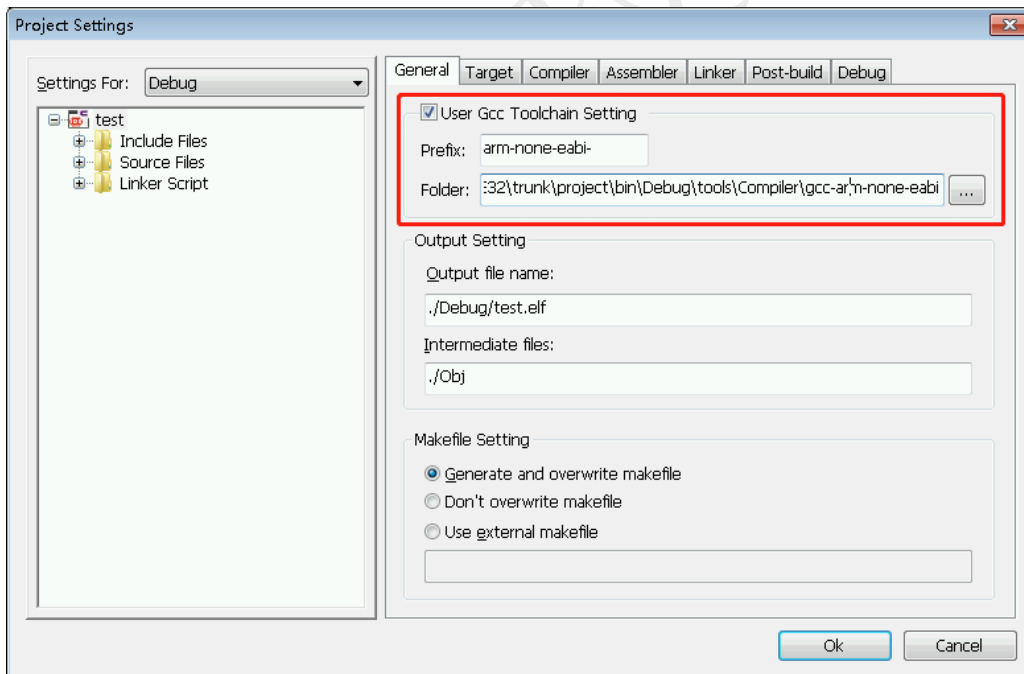 Project Settings
Settings For: Debug
test
Include Files
Source Files
Linker Script
General Target Compiler Assembler Linker Post-build Debug
User Gcc Toolchain Setting
Prefix: arm-none-eabi-
Folder: :32\trunk\project\bin\Debug\tools\Compiler\gcc-arm-none-eabi ...
Output Setting
Output file name:
./Debug/test.elf
Intermediate files:
./Obj
Makefile Setting
Generate and overwrite makefile
Don't overwrite makefile
Use external makefile
Ok Cancel